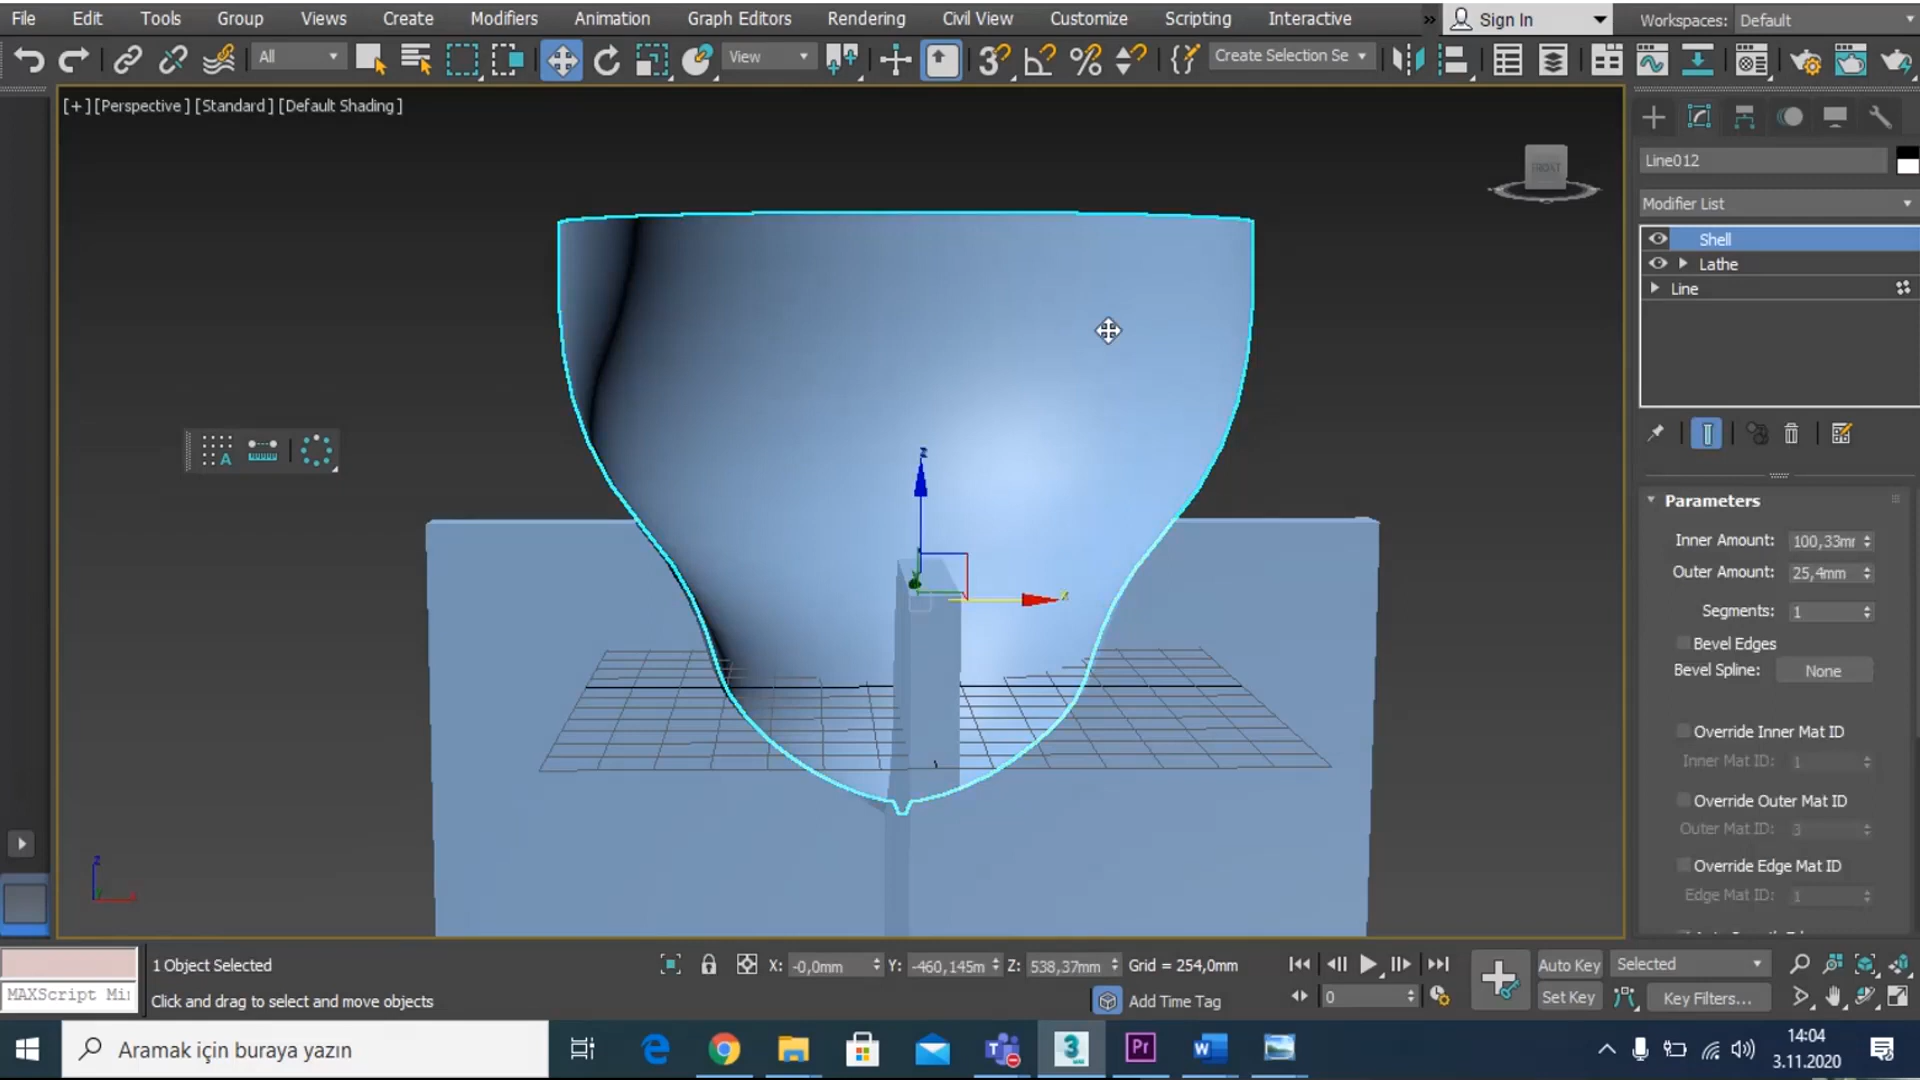 File Edit Tools Group Views Create Modifiers Animation Graph Editors Rendering Civil View Customize Scripting Interactive » Sign In Workspaces: Default
All View Create Selection Se
[+] [Perspective ] [Standard ] [Default Shading ]
FRONT
Line012
Modifier List
Shell
Lathe
Line
Parameters
Inner Amount: 100,33mr
Outer Amount: 25,4mm
Segments: 1
Bevel Edges
Bevel Spline: None
Override Inner Mat ID
Inner Mat ID: 1
Override Outer Mat ID
Outer Mat ID: 3
Override Edge Mat ID
Edge Mat ID: 1
z
x
z
1 Object Selected X: -0,0mm Y: -460,145m Z: 538,37mm Grid = 254,0mm Auto Key Selected
MAXScript Mi
Click and drag to select and move objects Add Time Tag 0 Set Key Key Filters...
Aramak için buraya yazın
Pr
14:04
3.11.2020